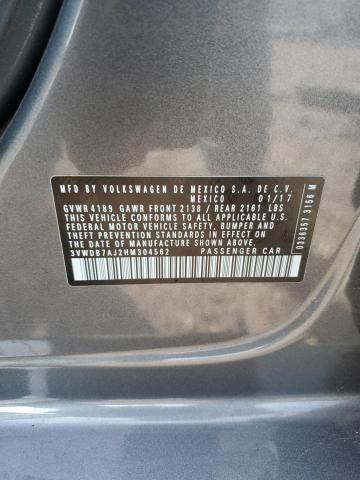 MFD BY VOLKSWAGEN DE MEXICO S.A. DE C.V.
MEXICO 01/17
GVWR 4189 GAWR FRONT 2138 / REAR 2161 LBS
THIS VEHICLE CONFORMS TO ALL APPLICABLE U.S.
FEDERAL MOTOR VEHICLE SAFETY, BUMPER AND
THEFT PREVENTION STANDARDS IN EFFECT ON
THE DATE OF MANUFACTURE SHOWN ABOVE
3VWDB7AJ2HM304562 PASSENGER CAR
0336357 3156 M